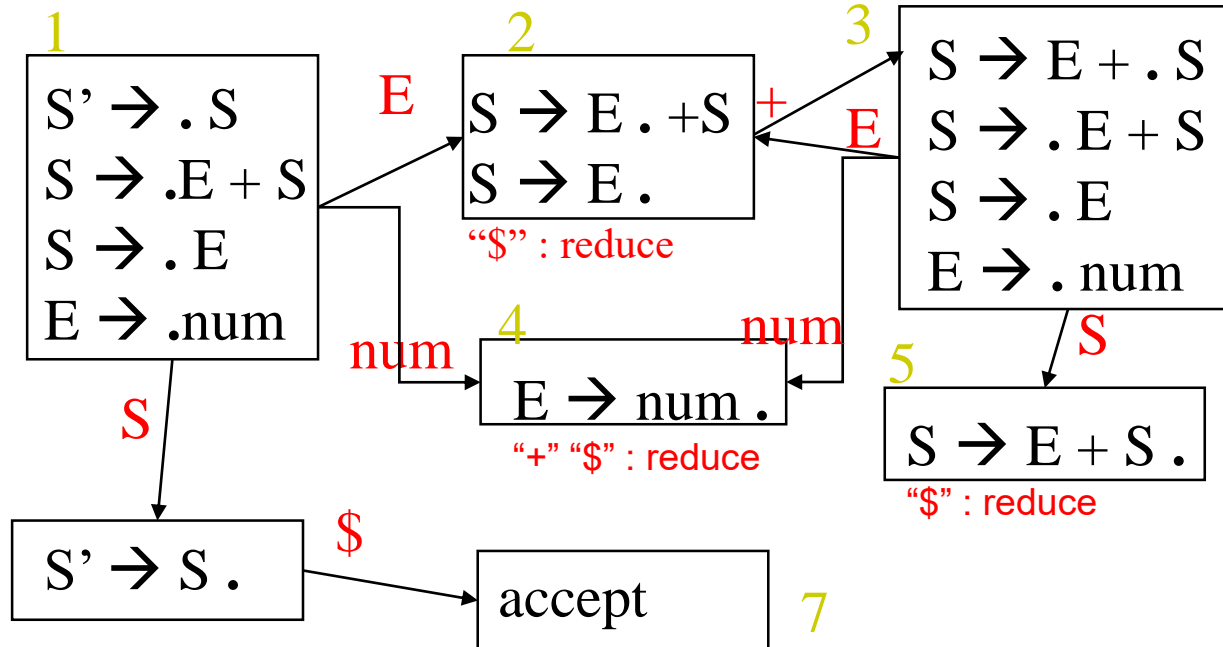 1
S’ → . S
S → .E + S
S → . E
E → .num
E
2
S → E . +S
S → E .
“$” : reduce
+
E
3
S → E + . S
S → . E + S
S → . E
E → . num
num
4
E → num .
“+” “$” : reduce
num
S
5
S → E + S .
“$” : reduce
S
S’ → S .
$
accept
7